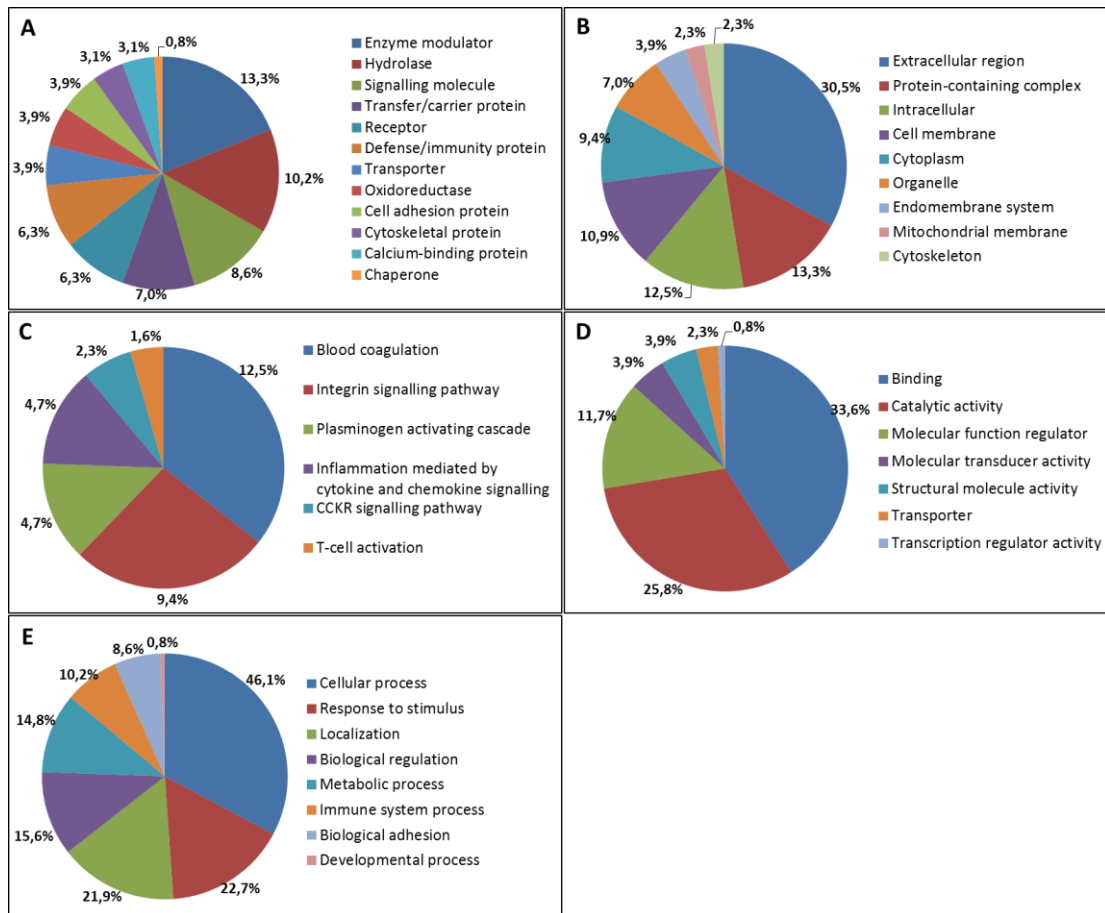 A
0,8%
3,1%
3,1%
3,9%
3,9%
3,9%
6,3%
6,3%
7,0%
8,6%
10,2%
13,3%
Enzyme modulator
Hydrolase
Signalling molecule
Transfer/carrier protein
Receptor
Defense/immunity protein
Transporter
Oxidoreductase
Cell adhesion protein
Cytoskeletal protein
Calcium-binding protein
Chaperone
B
2,3%
2,3%
3,9%
7,0%
9,4%
10,9%
12,5%
13,3%
30,5%
Extracellular region
Protein-containing complex
Intracellular
Cell membrane
Cytoplasm
Organelle
Endomembrane system
Mitochondrial membrane
Cytoskeleton
C
1,6%
2,3%
4,7%
4,7%
9,4%
12,5%
Blood coagulation
Integrin signalling pathway
Plasminogen activating cascade
Inflammation mediated by
cytokine and chemokine signalling
CCKR signalling pathway
T-cell activation
D
0,8%
2,3%
3,9%
3,9%
11,7%
25,8%
33,6%
Binding
Catalytic activity
Molecular function regulator
Molecular transducer activity
Structural molecule activity
Transporter
Transcription regulator activity
E
0,8%
8,6%
10,2%
14,8%
15,6%
21,9%
22,7%
46,1%
Cellular process
Response to stimulus
Localization
Biological regulation
Metabolic process
Immune system process
Biological adhesion
Developmental process